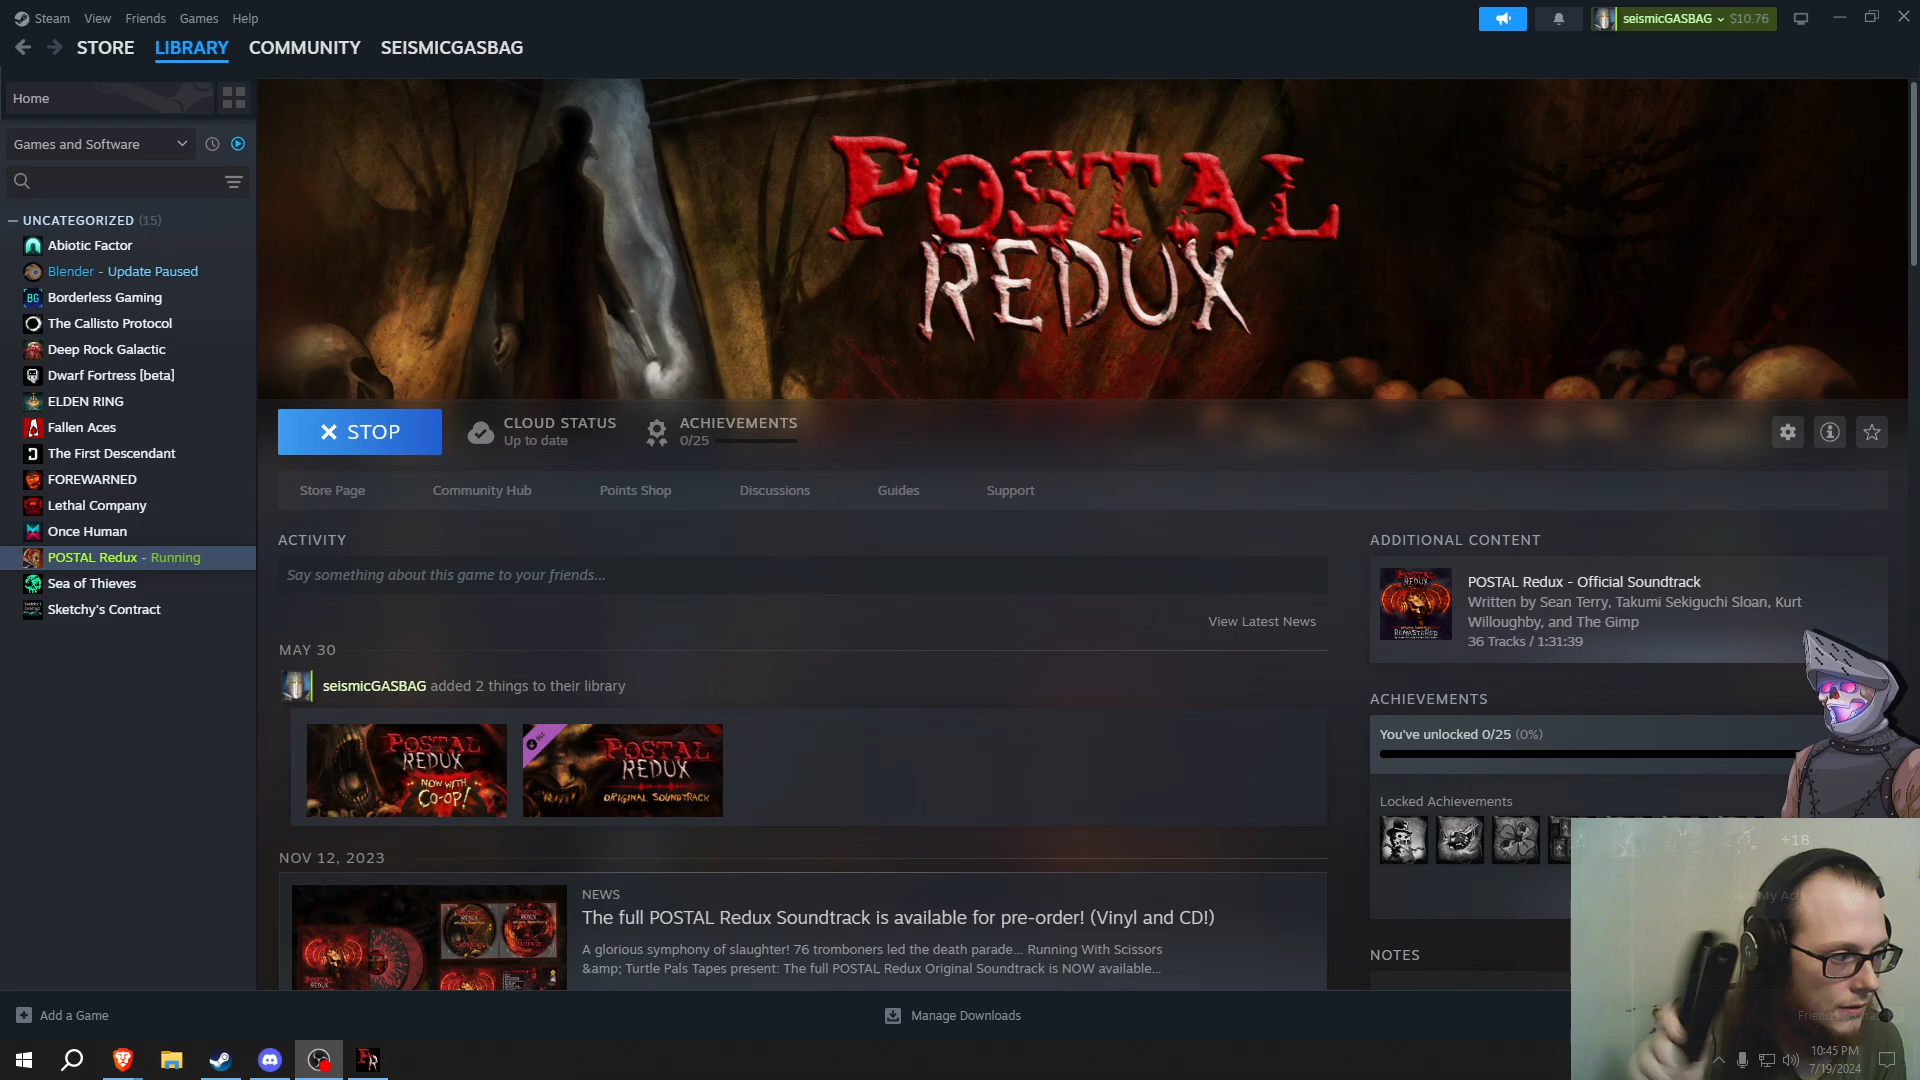 Steam View Friends Games Help
seismicGASBAG $10.76
STORE LIBRARY COMMUNITY SEISMICGASBAG
Home
Games and Software
UNCATEGORIZED (15)
Abiotic Factor
Blender - Update Paused
BG Borderless Gaming
The Callisto Protocol
Deep Rock Galactic
Dwarf Fortress [beta]
ELDEN RING
Fallen Aces
The First Descendant
FOREWARNED
Lethal Company
Once Human
POSTAL Redux - Running
Sea of Thieves
Sketchy's Contract
POSTAL
REDUX
STOP
CLOUD STATUS
Up to date
ACHIEVEMENTS
0/25
Store Page Community Hub Points Shop Discussions Guides Support
ACTIVITY
Say something about this game to your friends...
View Latest News
MAY 30
seismicGASBAG added 2 things to their library
POSTAL
REDUX
NOW WITH
CO-OP!
DLC
POSTAL
REDUX
ORIGINAL SOUNDTRACK
NOV 12, 2023
NEWS
The full POSTAL Redux Soundtrack is available for pre-order! (Vinyl and CD!)
A glorious symphony of slaughter! 76 tromboners led the death parade... Running With Scissors
&amp; Turtle Pals Tapes present: The full POSTAL Redux Original Soundtrack is NOW available...
ADDITIONAL CONTENT
POSTAL Redux - Official Soundtrack
Written by Sean Terry, Takumi Sekiguchi Sloan, Kurt
Willoughby, and The Gimp
36 Tracks / 1:31:39
ACHIEVEMENTS
You've unlocked 0/25 (0%)
Locked Achievements
+18
NOTES
Add a Game
Manage Downloads
10:45 PM
7/19/2024